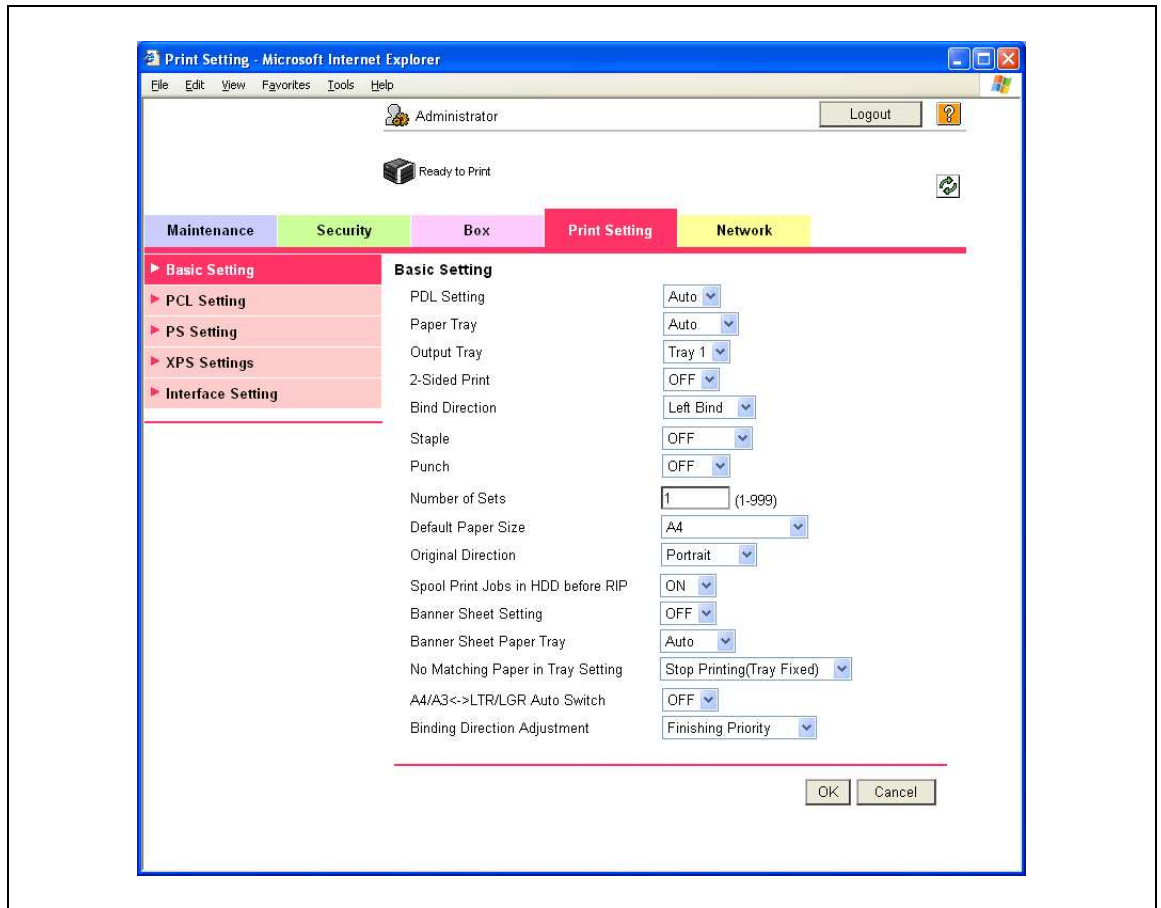 Print Setting - Microsoft Internet Explorer
File Edit View Favorites Tools Help
Administrator Logout ?
Ready to Print
Maintenance Security Box Print Setting Network
Basic Setting
PCL Setting
PS Setting
XPS Settings
Interface Setting
Basic Setting
PDL Setting Auto
Paper Tray Auto
Output Tray Tray 1
2-Sided Print OFF
Bind Direction Left Bind
Staple OFF
Punch OFF
Number of Sets 1 (1-999)
Default Paper Size A4
Original Direction Portrait
Spool Print Jobs in HDD before RIP ON
Banner Sheet Setting OFF
Banner Sheet Paper Tray Auto
No Matching Paper in Tray Setting Stop Printing(Tray Fixed)
A4/A3<->LTR/LGR Auto Switch OFF
Binding Direction Adjustment Finishing Priority
OK Cancel